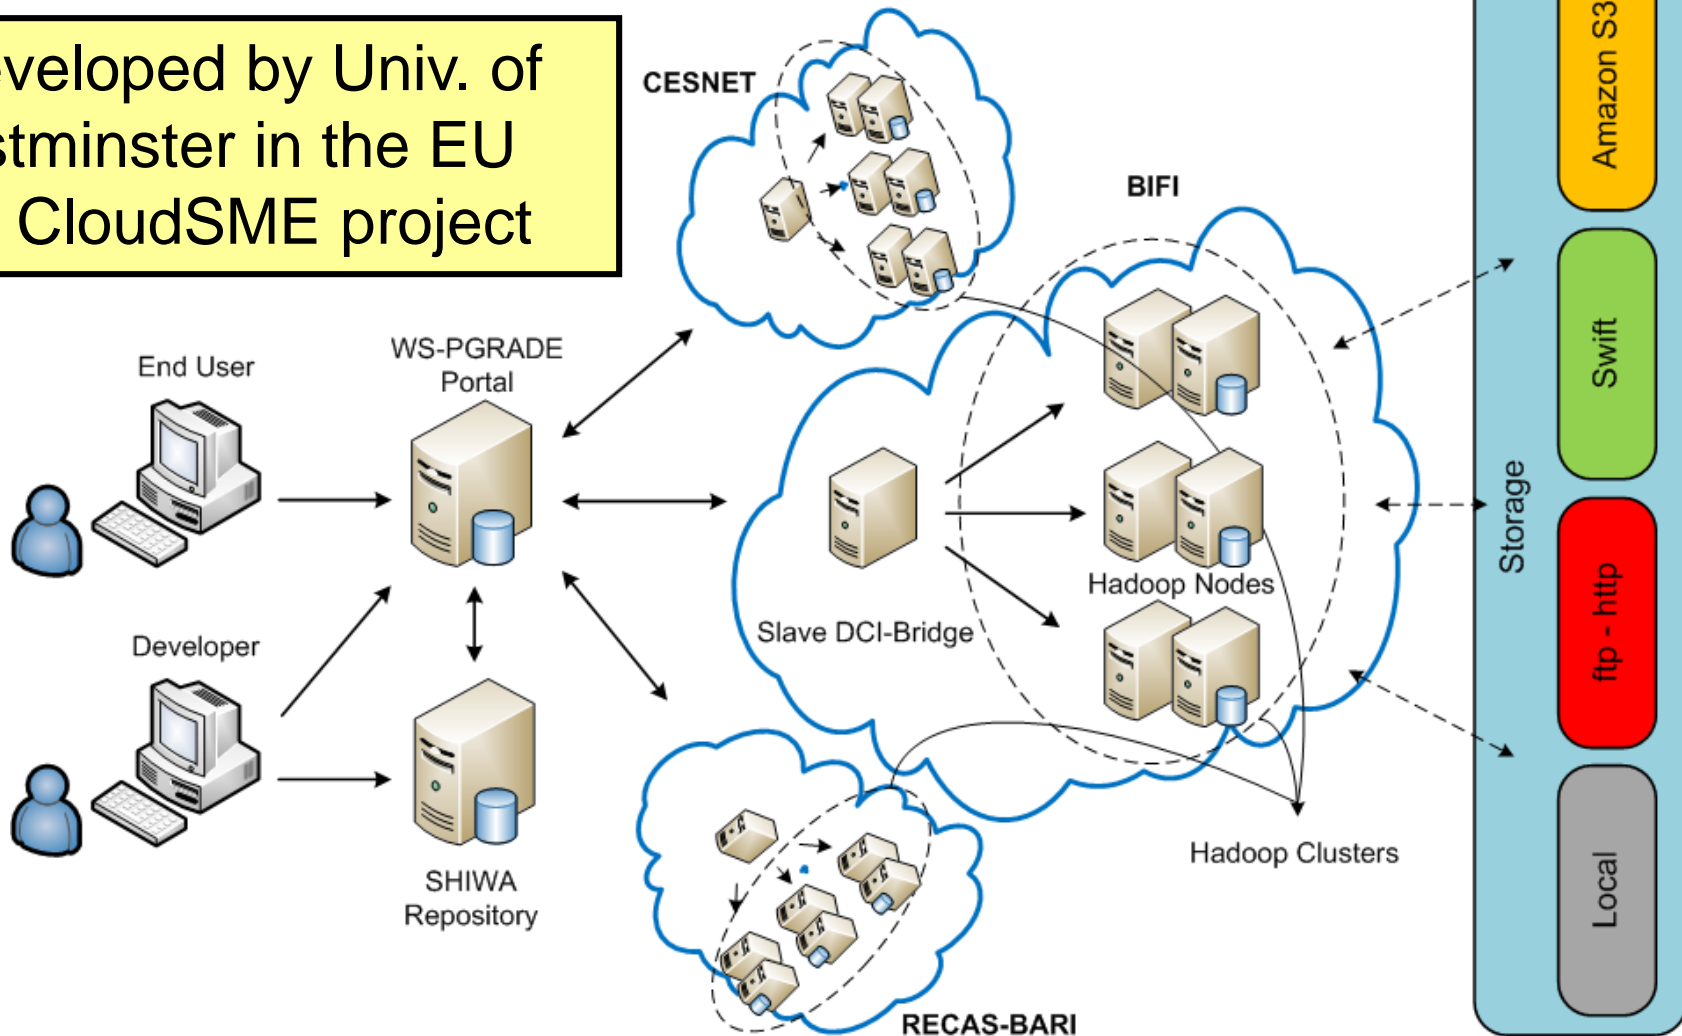 eveloped by Univ. of
stminster in the EU
CloudSME project
CESNET
BIFI
End User
WS-PGRADE
Portal
Developer
SHIWA
Repository
Slave DCI-Bridge
Hadoop Nodes
Hadoop Clusters
RECAS-BARI
Storage
Amazon S3
Swift
ftp - http
Local